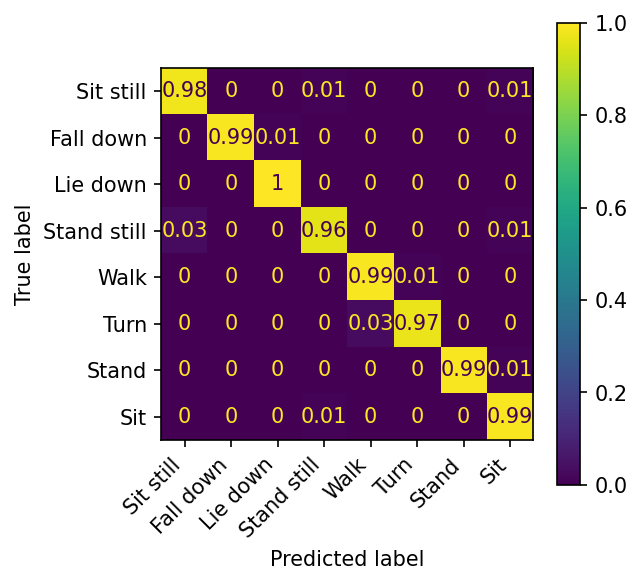 Sit still 0.98 0 0 0.01 0 0 0 0.01
Fall down 0 0.99 0.01 0 0 0 0 0
Lie down 0 0 1 0 0 0 0 0
Stand still 0.03 0 0 0.96 0 0 0 0.01
Walk 0 0 0 0 0.99 0.01 0 0
Turn 0 0 0 0 0.03 0.97 0 0
Stand 0 0 0 0 0 0 0.99 0.01
Sit 0 0 0 0.01 0 0 0 0.99
True label
Sit still Fall down Lie down Stand still Walk Turn Stand Sit
Predicted label
1.0
0.8
0.6
0.4
0.2
0.0